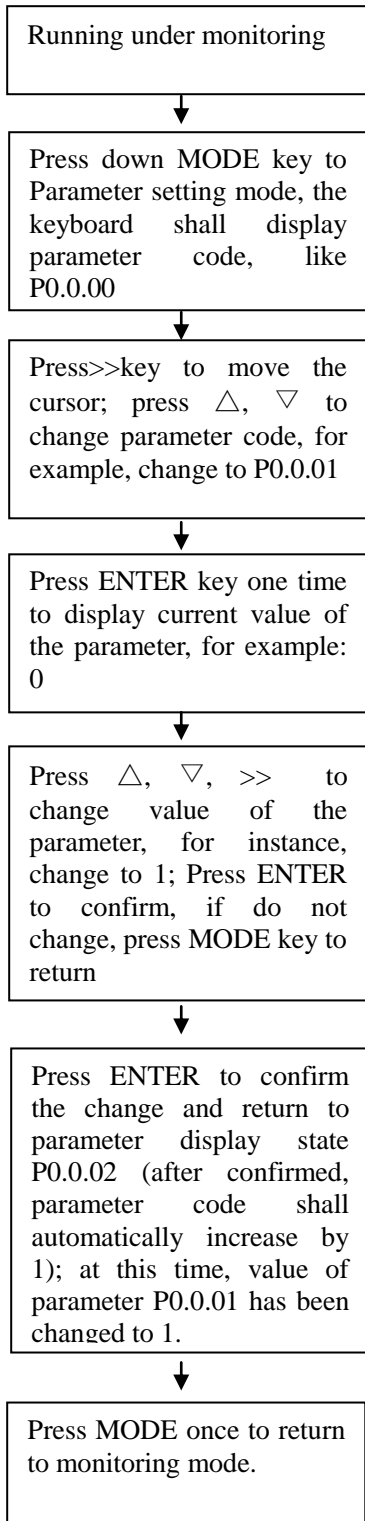 Running under monitoring
Press down MODE key to
Parameter setting mode, the
keyboard shall display
parameter code, like
P0.0.00
Press>>key to move the
cursor; press △, ▽ to
change parameter code, for
example, change to P0.0.01
Press ENTER key one time
to display current value of
the parameter, for example:
0
Press △, ▽, >> to
change value of the
parameter, for instance,
change to 1; Press ENTER
to confirm, if do not
change, press MODE key to
return
Press ENTER to confirm
the change and return to
parameter display state
P0.0.02 (after confirmed,
parameter code shall
automatically increase by
1); at this time, value of
parameter P0.0.01 has been
changed to 1.
Press MODE once to return
to monitoring mode.